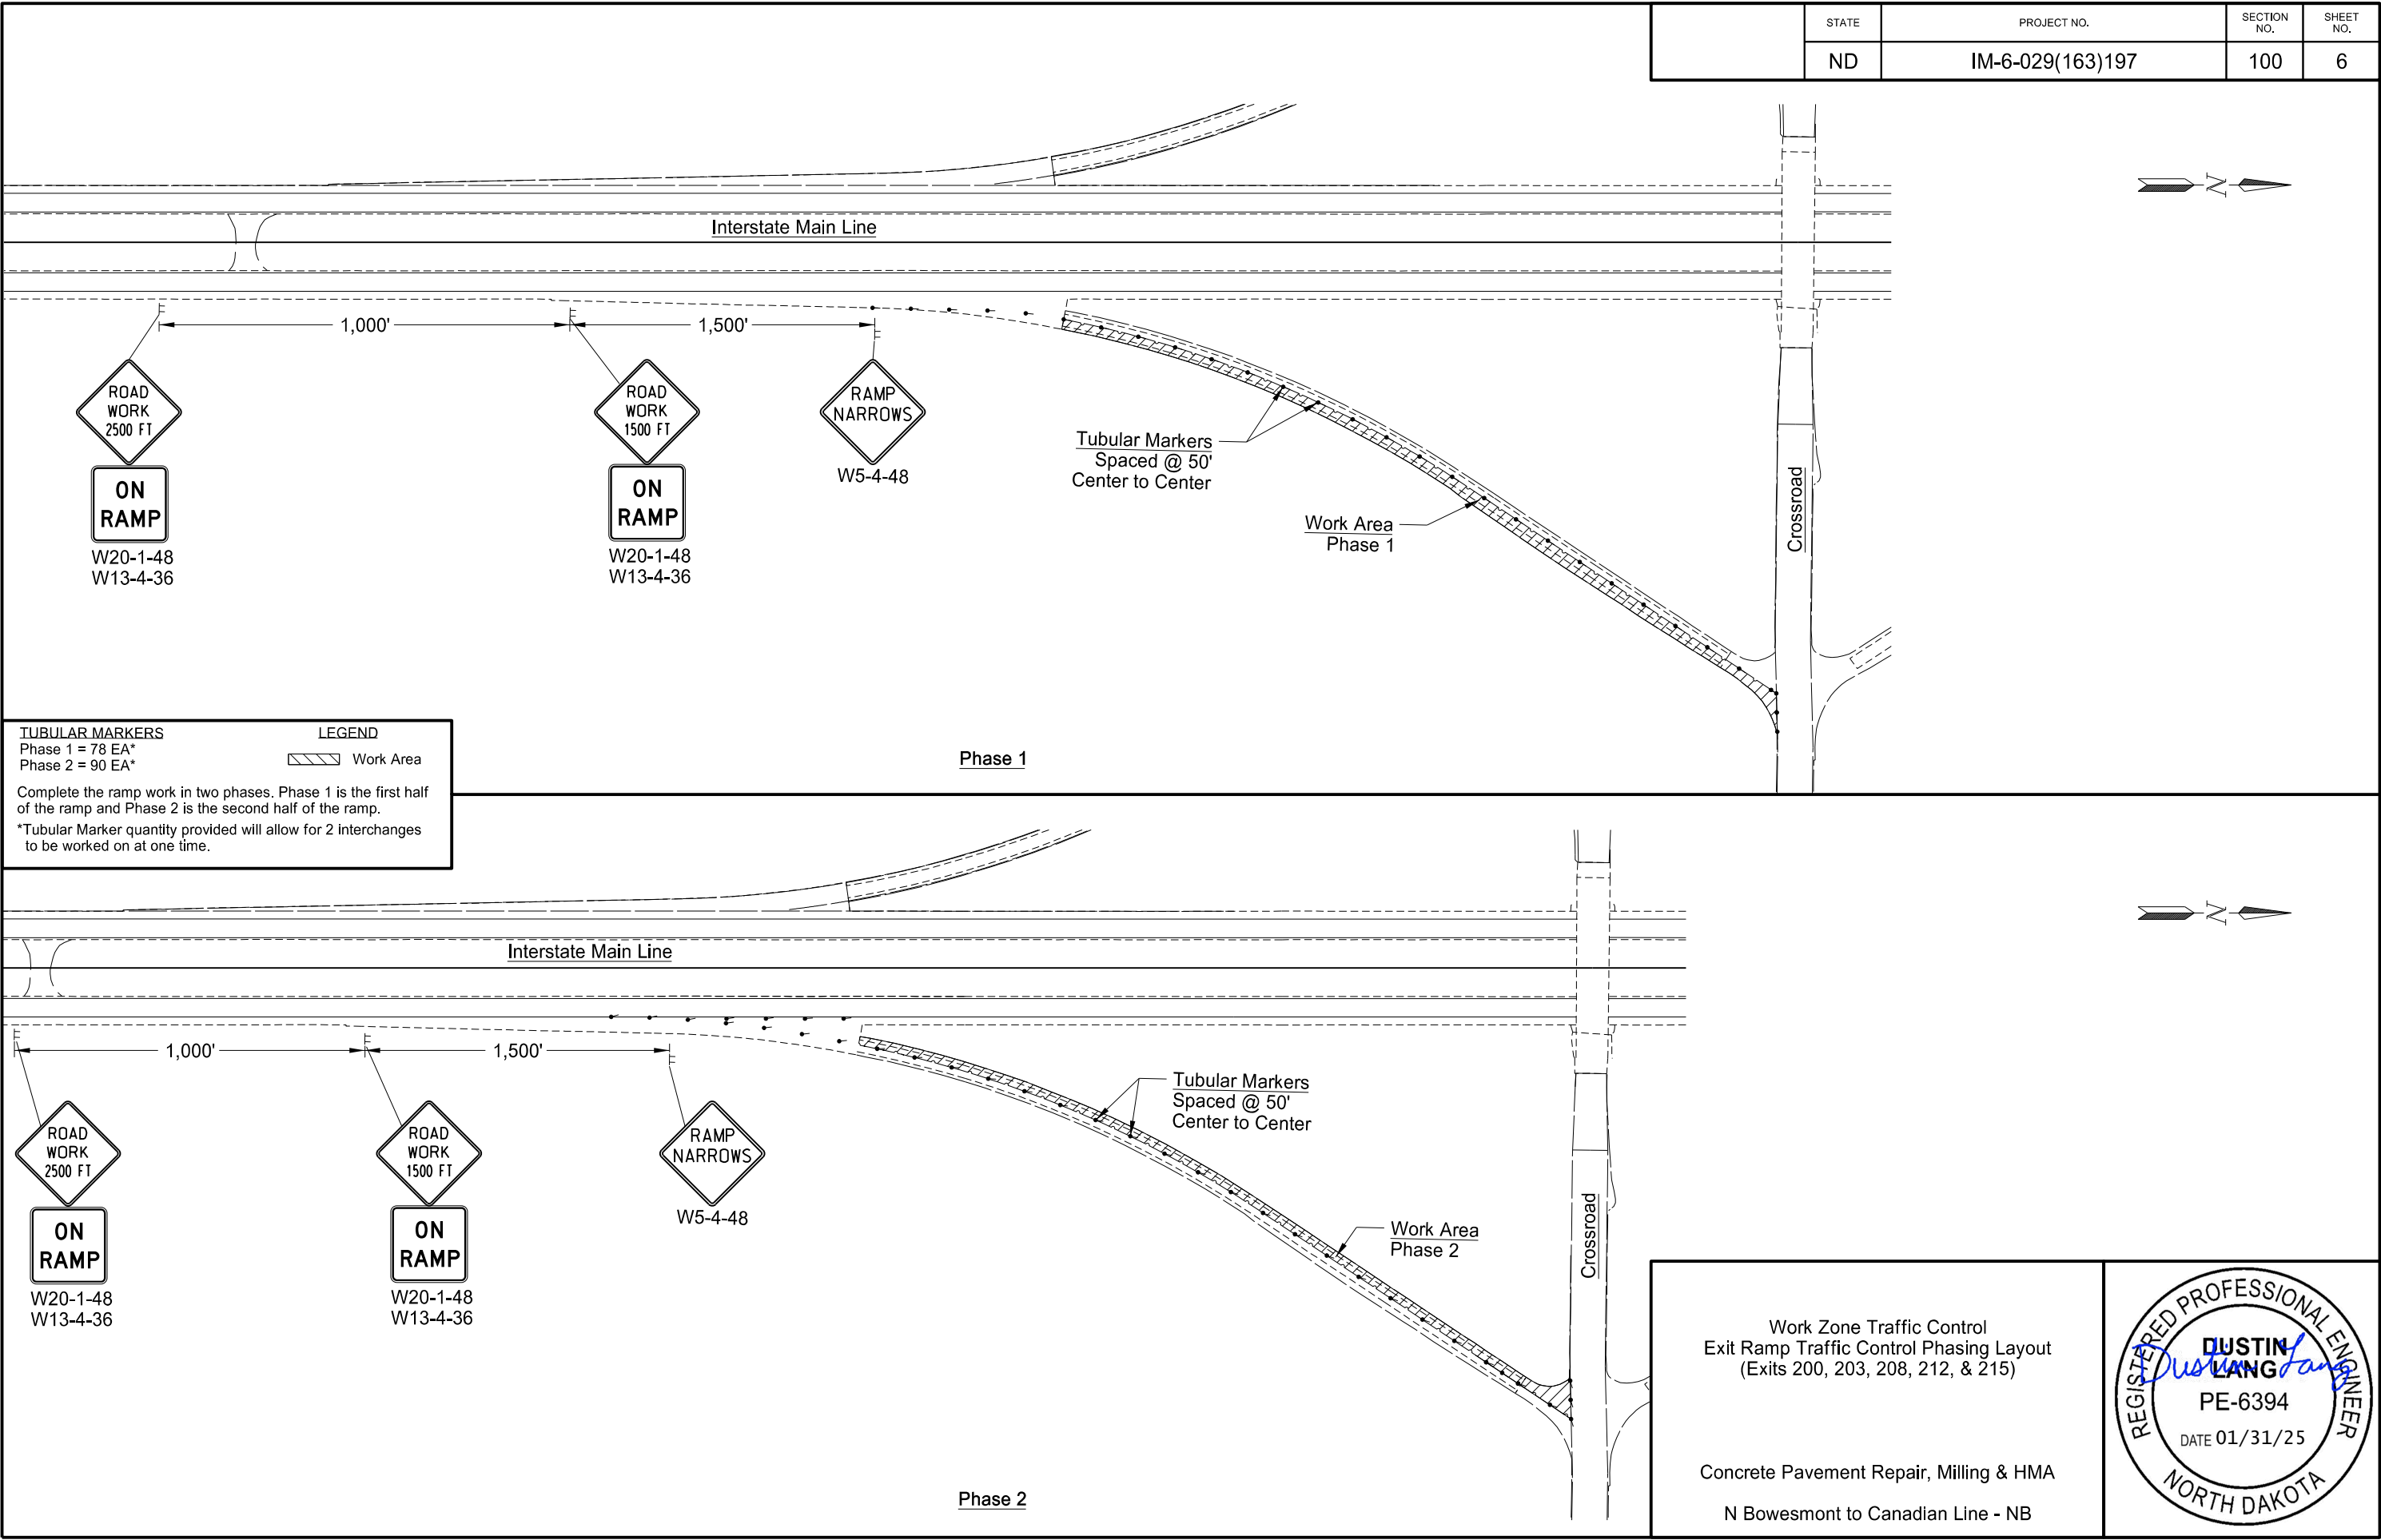 STATE
PROJECT NO.
SECTION
NO.
SHEET
NO.
ND
IM-6-029(163)197
100
6
N
Interstate Main Line
1,000'
1,500'
ROAD
WORK
2500 FT
ON
RAMP
W20-1-48
W13-4-36
ROAD
WORK
1500 FT
ON
RAMP
W20-1-48
W13-4-36
RAMP
NARROWS
W5-4-48
Tubular Markers
Spaced @ 50'
Center to Center
Work Area
Phase 1
Crossroad
Phase 1
TUBULAR MARKERS
Phase 1 = 78 EA*
Phase 2 = 90 EA*
LEGEND
Work Area
Complete the ramp work in two phases. Phase 1 is the first half
of the ramp and Phase 2 is the second half of the ramp.
*Tubular Marker quantity provided will allow for 2 interchanges
to be worked on at one time.
N
Interstate Main Line
1,000'
1,500'
ROAD
WORK
2500 FT
ON
RAMP
W20-1-48
W13-4-36
ROAD
WORK
1500 FT
ON
RAMP
W20-1-48
W13-4-36
RAMP
NARROWS
W5-4-48
Tubular Markers
Spaced @ 50'
Center to Center
Work Area
Phase 2
Crossroad
Phase 2
Work Zone Traffic Control
Exit Ramp Traffic Control Phasing Layout
(Exits 200, 203, 208, 212, & 215)
Concrete Pavement Repair, Milling & HMA
N Bowesmont to Canadian Line - NB
REGISTERED PROFESSIONAL ENGINEER
DUSTIN
LANG
Dustin Lang
PE-6394
DATE 01/31/25
NORTH DAKOTA